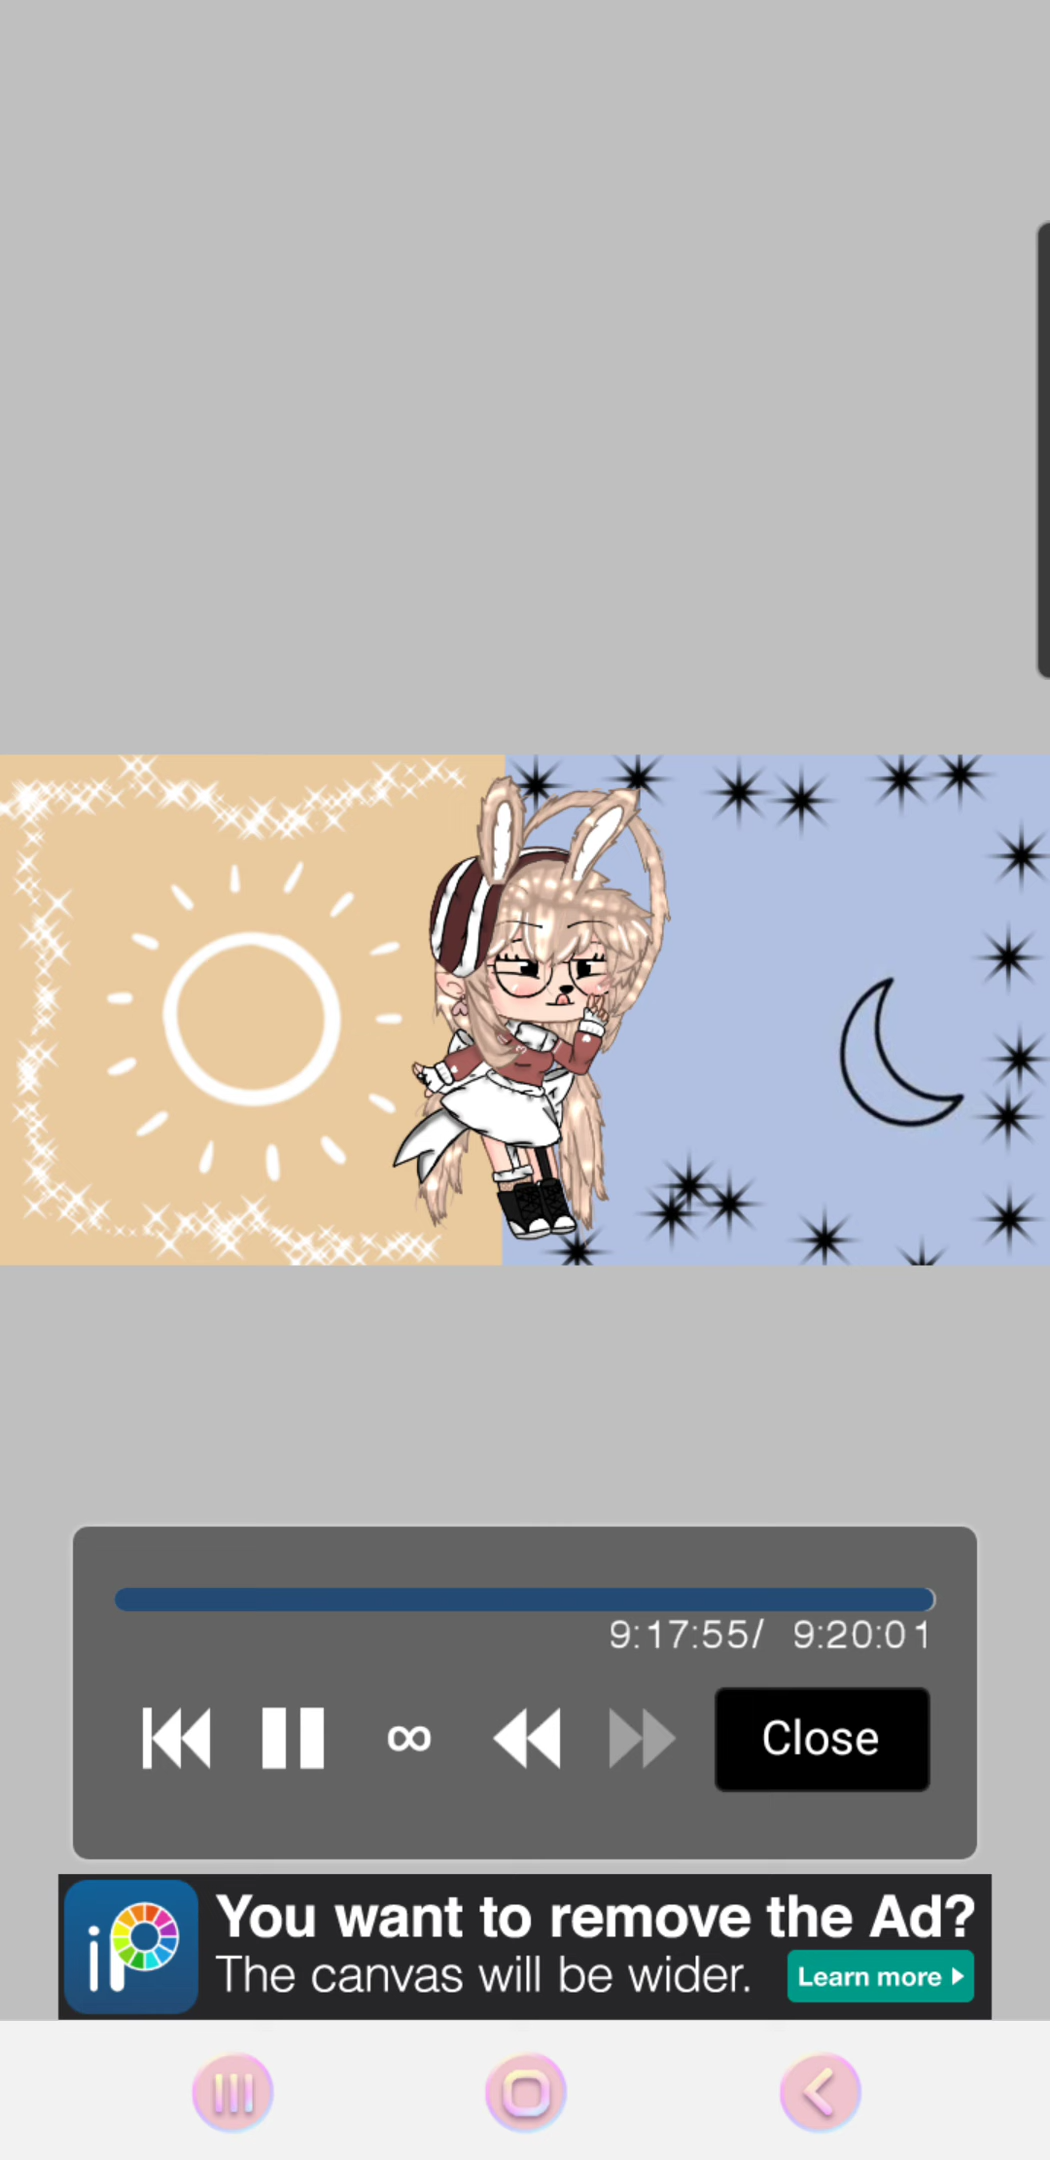 9:17:55/ 9:20:01
∞
Close
iP
You want to remove the Ad?
The canvas will be wider.
Learn more